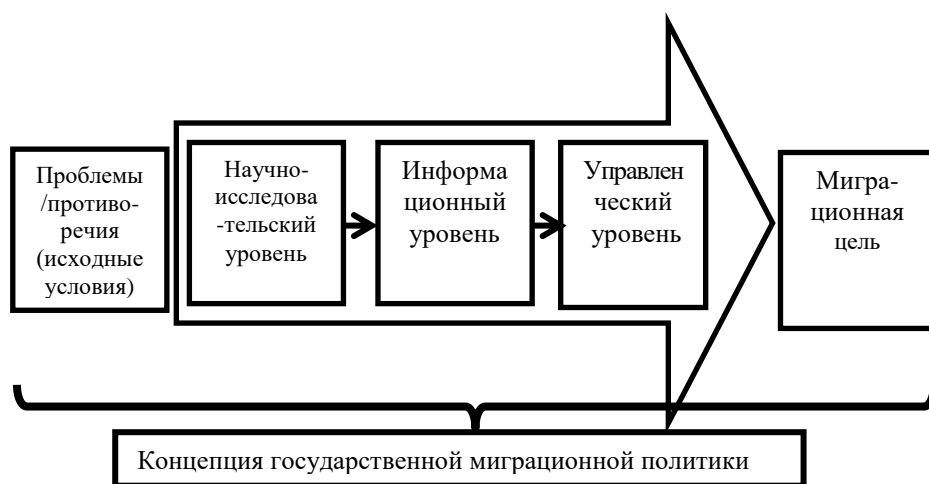 Проблемы
/противо-
речия
(исходные
условия)
Научно-
исследова
-тельский
уровень
Информа
ционный
уровень
Управлен
ческий
уровень
Мигра-
ционная
цель
Концепция государственной миграционной политики